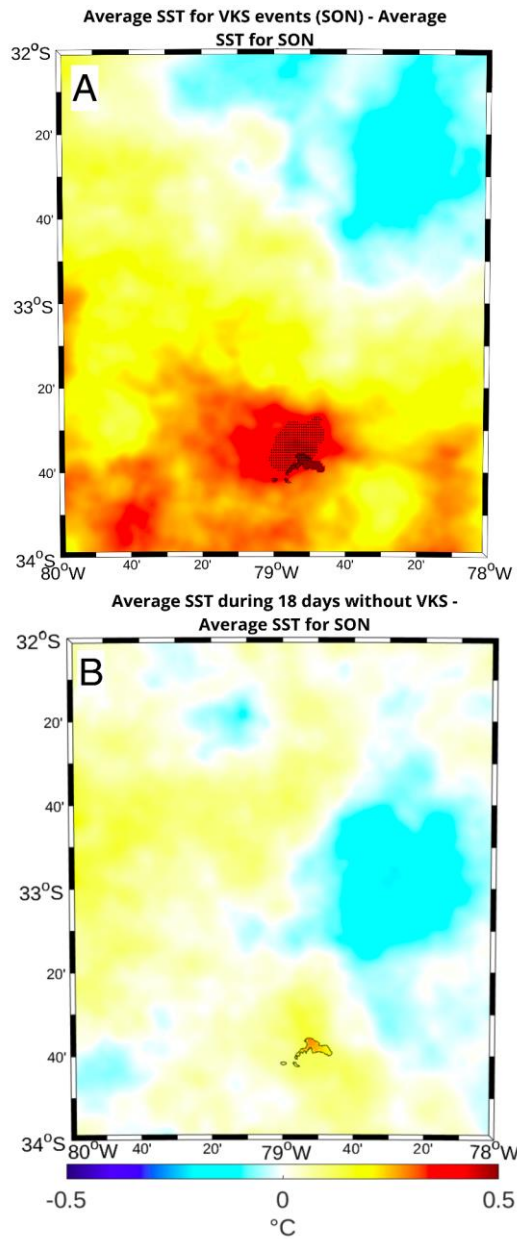 Average SST for VKS events (SON) - Average
SST for SON
A
32°S
20'
40'
33°S
20'
40'
34°S
80°W 40' 20' 79°W 40' 20' 78°W
Average SST during 18 days without VKS -
Average SST for SON
B
32°S
20'
40'
33°S
20'
40'
34°S
80°W 40' 20' 79°W 40' 20' 78°W
-0.5 0 0.5
°C